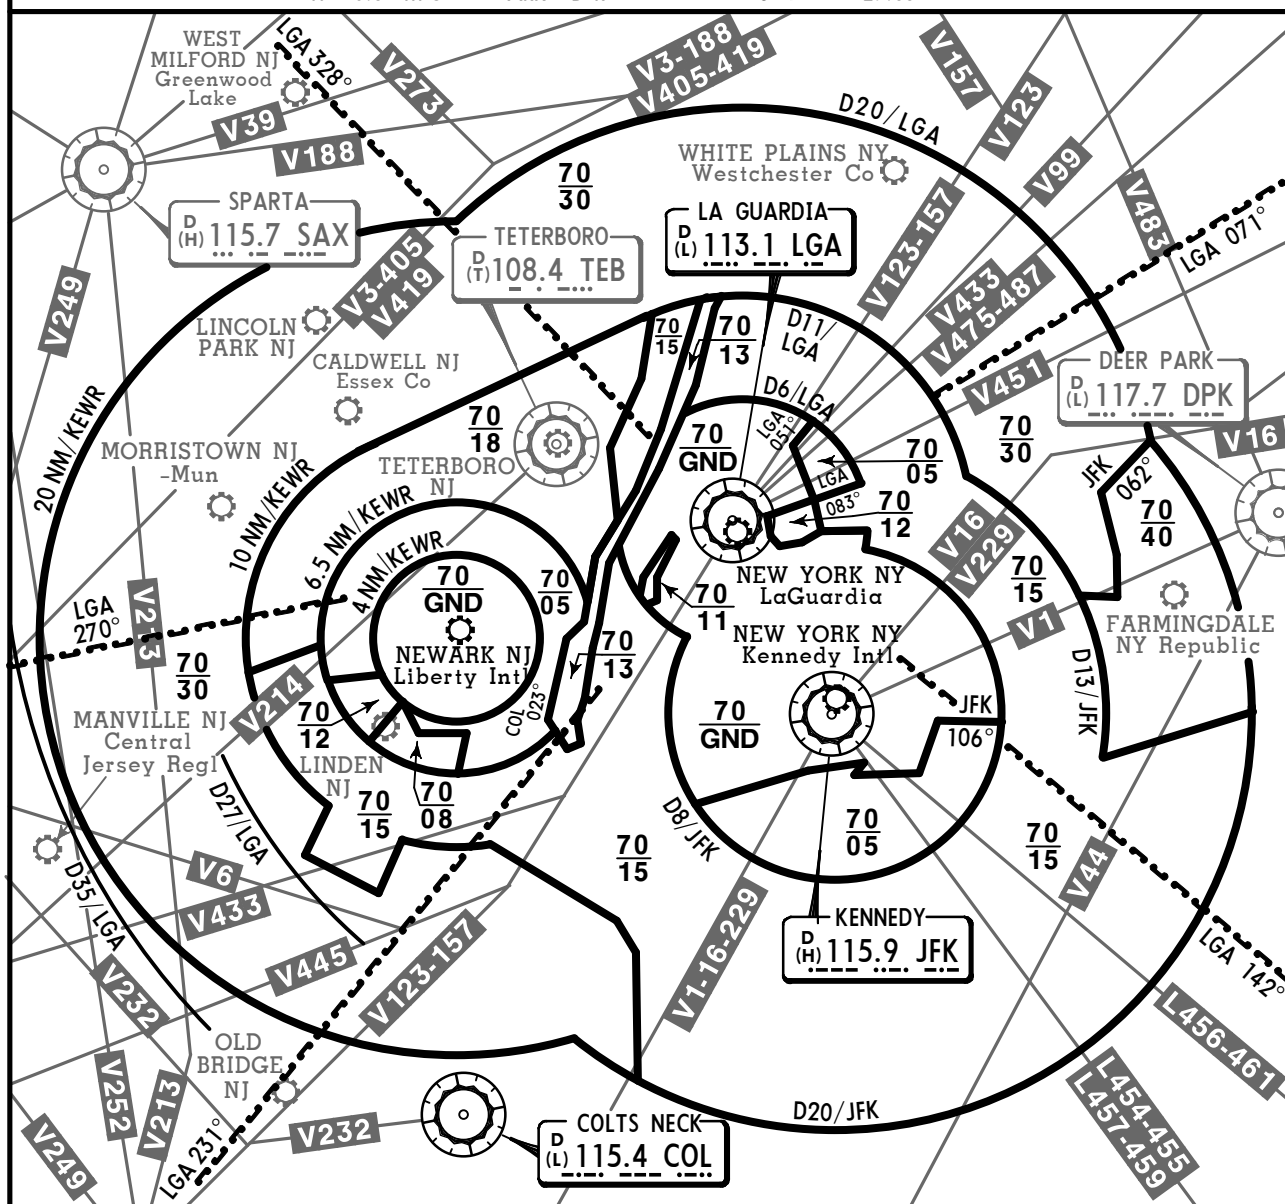 WEST
MILFORD NJ
Greenwood
Lake
LGA 328°
V273
V3-188
V405-419
V157
V123
D20/LGA
V39
V188
70
30
WHITE PLAINS NY
Westchester Co
V99
V483
SPARTA
D
(H) 115.7 SAX
TETERBORO
D
(T) 108.4 TEB
LA GUARDIA
D
(L) 113.1 LGA
V123-157
LGA 071°
V249
V3-405
V419
V433
V475-487
LINCOLN
PARK NJ
CALDWELL NJ
Essex Co
70
15
70
13
D11/
LGA
V451
DEER PARK
D
(L) 117.7 DPK
D6/LGA
20 NM/KEWR
MORRISTOWN NJ
-Mun
70
18
TETERBORO
NJ
70
GND
LGA
051°
70
05
70
30
V16
JFK
062°
10 NM/KEWR
6.5 NM/KEWR
4 NM/KEWR
LGA
083°
70
12
70
40
V16
V229
70
GND
70
05
NEW YORK NY
LaGuardia
70
11
70
15
LGA
270°
V2-3
NEWARK NJ
Liberty Intl
70
13
NEW YORK NY
Kennedy Intl
V1
FARMINGDALE
NY Republic
70
30
V214
COL
023°
D13/JFK
MANVILLE NJ
Central
Jersey Regl
70
12
LINDEN
NJ
70
GND
JFK
106°
70
15
70
08
D27/LGA
D8/JFK
70
05
70
15
70
15
V44
V6
V433
D35/LGA
V445
V123-157
V1-16-229
KENNEDY
D
(H) 115.9 JFK
LGA 142°
V232
OLD
BRIDGE
NJ
L456-461
V252
V213
L454-455
L457-459
V249
LGA 231°
V232
COLTS NECK
D
(L) 115.4 COL
D20/JFK